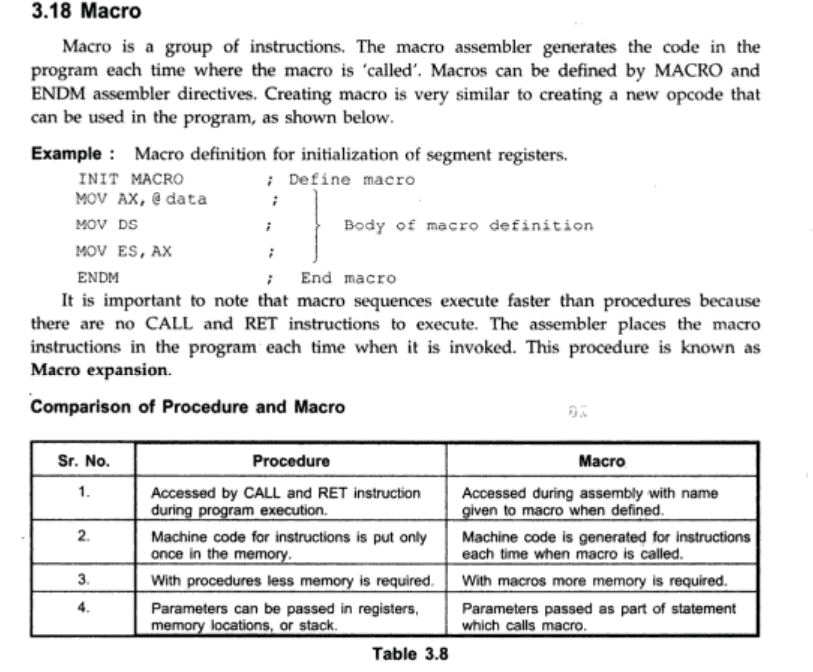 3.18 Macro
Macro is a group of instructions. The macro assembler generates the code in the
program each time where the macro is 'called'. Macros can be defined by MACRO and
ENDM assembler directives. Creating macro is very similar to creating a new opcode that
can be used in the program, as shown below.
Example : Macro definition for initialization of segment registers.
INIT MACRO ; Define macro
MOV AX, @ data ;
MOV DS ; Body of macro definition
MOV ES, AX ;
ENDM ; End macro
It is important to note that macro sequences execute faster than procedures because
there are no CALL and RET instructions to execute. The assembler places the macro
instructions in the program each time when it is invoked. This procedure is known as
Macro expansion.
Comparison of Procedure and Macro
Sr. No. Procedure Macro
1. Accessed by CALL and RET instruction Accessed during assembly with name
during program execution. given to macro when defined.
2. Machine code for instructions is put only Machine code is generated for instructions
once in the memory. each time when macro is called.
3. With procedures less memory is required. With macros more memory is required.
4. Parameters can be passed in registers, Parameters passed as part of statement
memory locations, or stack. which calls macro.
Table 3.8